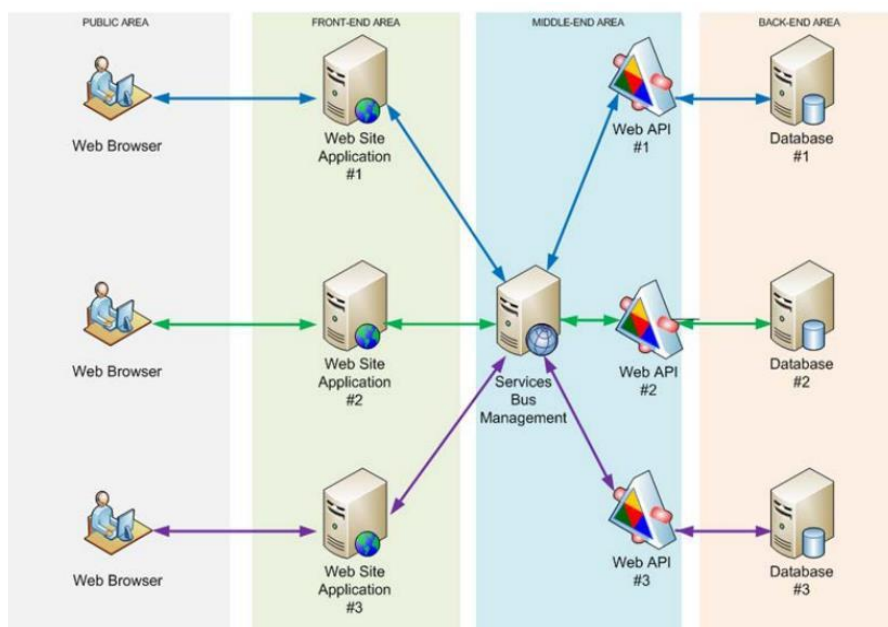 PUBLIC AREA
FRONT-END AREA
MIDDLE-END AREA
BACK-END AREA
Web Browser
Web Site
Application
#1
Web API
#1
Database
#1
Web Browser
Web Site
Application
#2
Services
Bus
Management
Web API
#2
Database
#2
Web Browser
Web Site
Application
#3
Web API
#3
Database
#3